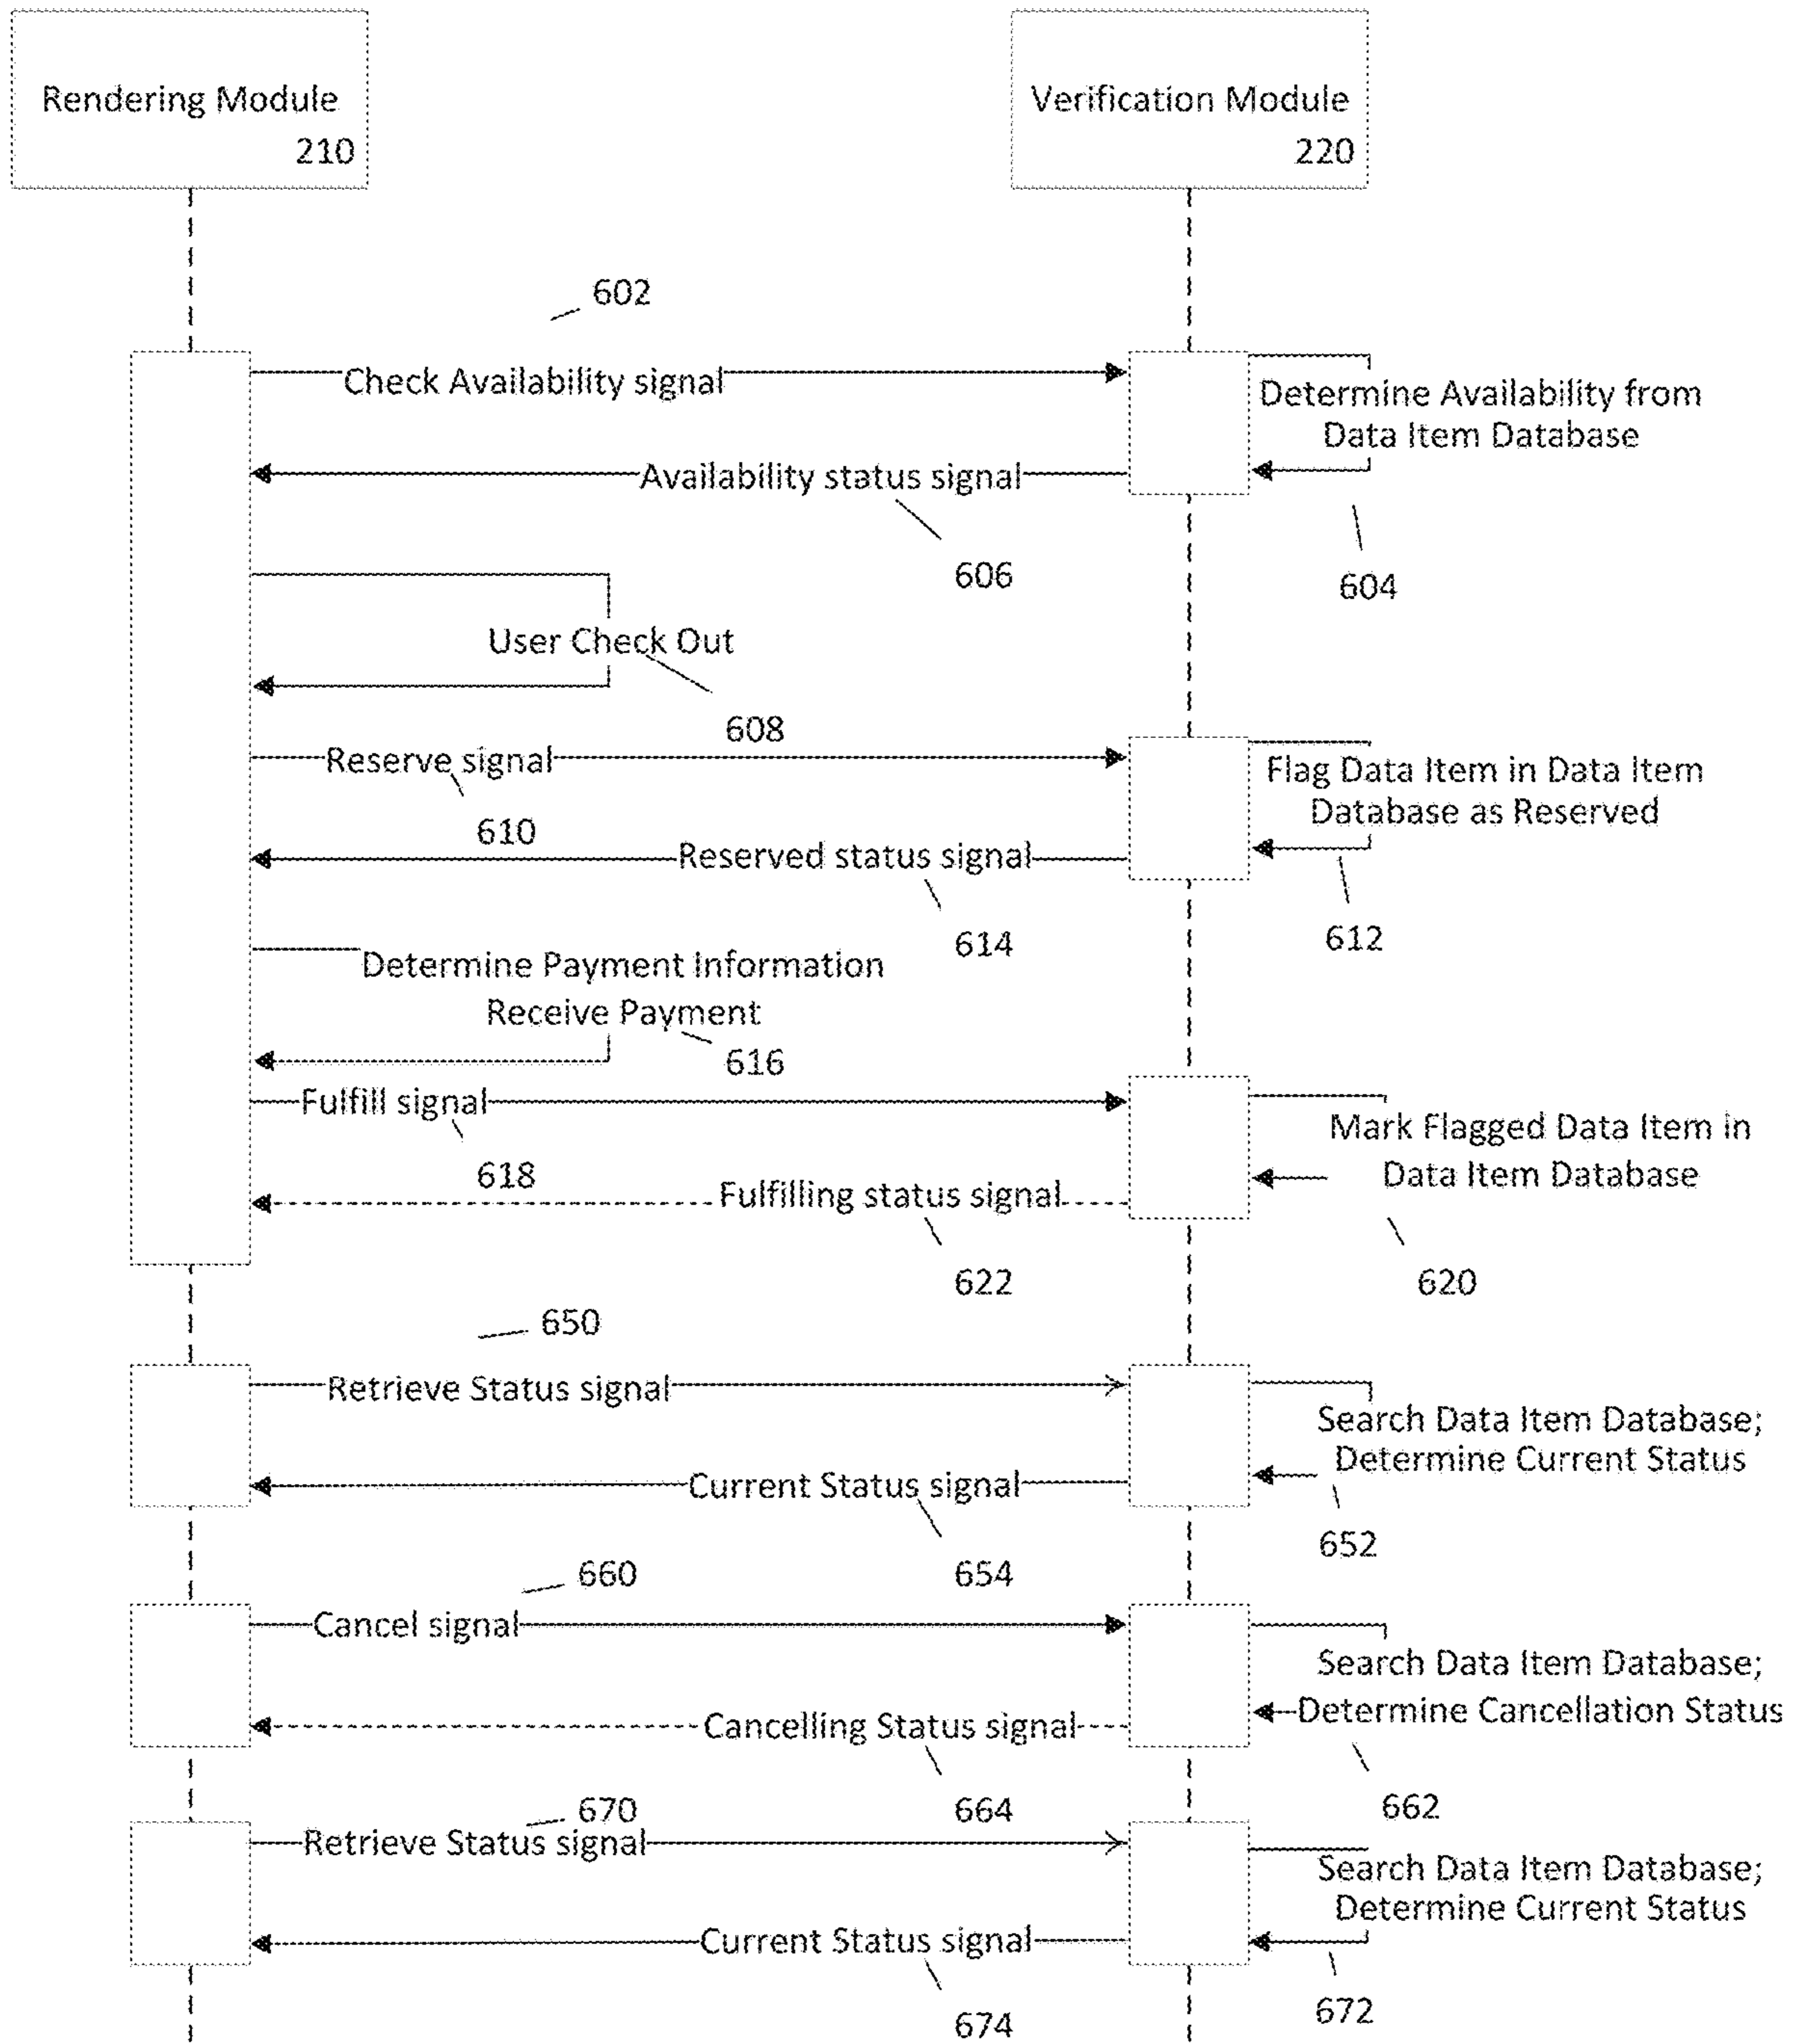 Rendering Module
210
Verification Module
220
602
Check Availability signal
Determine Availability from
Data Item Database
Availability status signal
606
604
User Check Out
608
Reserve signal
Flag Data Item in Data Item
Database as Reserved
610
Reserved status signal
614
612
Determine Payment Information
Receive Payment
616
Fulfill signal
Mark Flagged Data Item in
Data Item Database
618
Fulfilling status signal
622
620
650
Retrieve Status signal
Search Data Item Database;
Determine Current Status
Current Status signal
652
654
660
Cancel signal
Search Data Item Database;
Determine Cancellation Status
Cancelling Status signal
662
664
670
Retrieve Status signal
Search Data Item Database;
Determine Current Status
Current Status signal
672
674